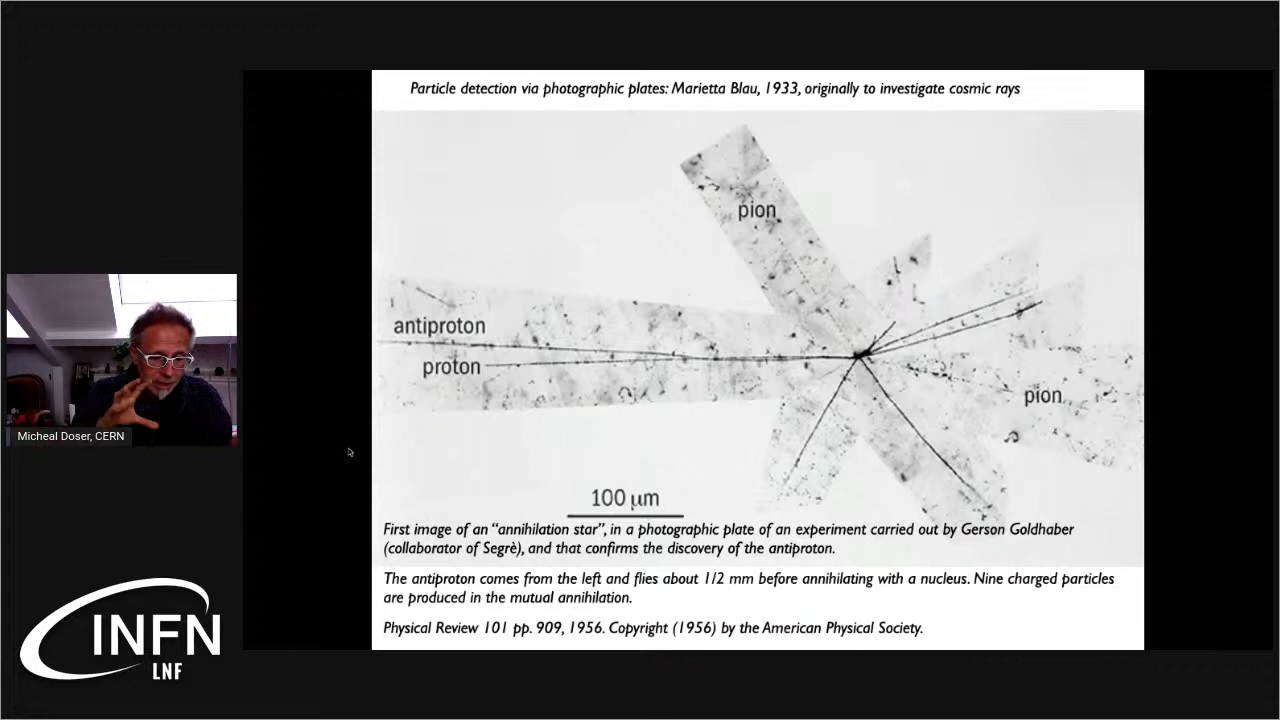 Particle detection via photographic plates: Marietta Blau, 1933, originally to investigate cosmic rays
pion
antiproton
proton
pion
100 μm
First image of an “annihilation star”, in a photographic plate of an experiment carried out by Gerson Goldhaber
(collaborator of Segrè), and that confirms the discovery of the antiproton.
The antiproton comes from the left and flies about 1/2 mm before annihilating with a nucleus. Nine charged particles
are produced in the mutual annihilation.
Physical Review 101 pp. 909, 1956. Copyright (1956) by the American Physical Society.
Micheal Doser, CERN
INFN
LNF